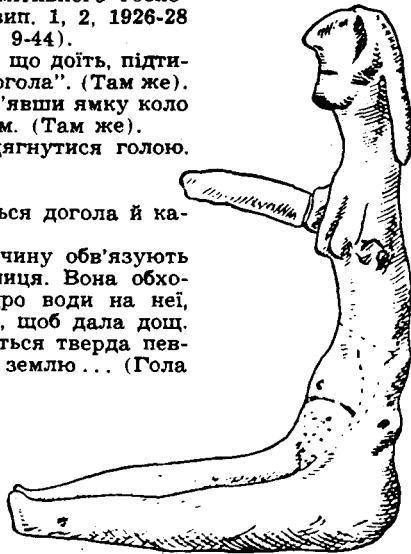 вип. 1, 2, 1926-28
9-44).
що доїть, підти-
огола”. (Там же).
’явши ямку коло
м. (Там же).
дягнутися голою.
ься догола й ка-
чину обв’язують
ниця. Вона обхо-
ро води на неї,
, щоб дала дощ.
ться тверда пев-
землю ... (Гола